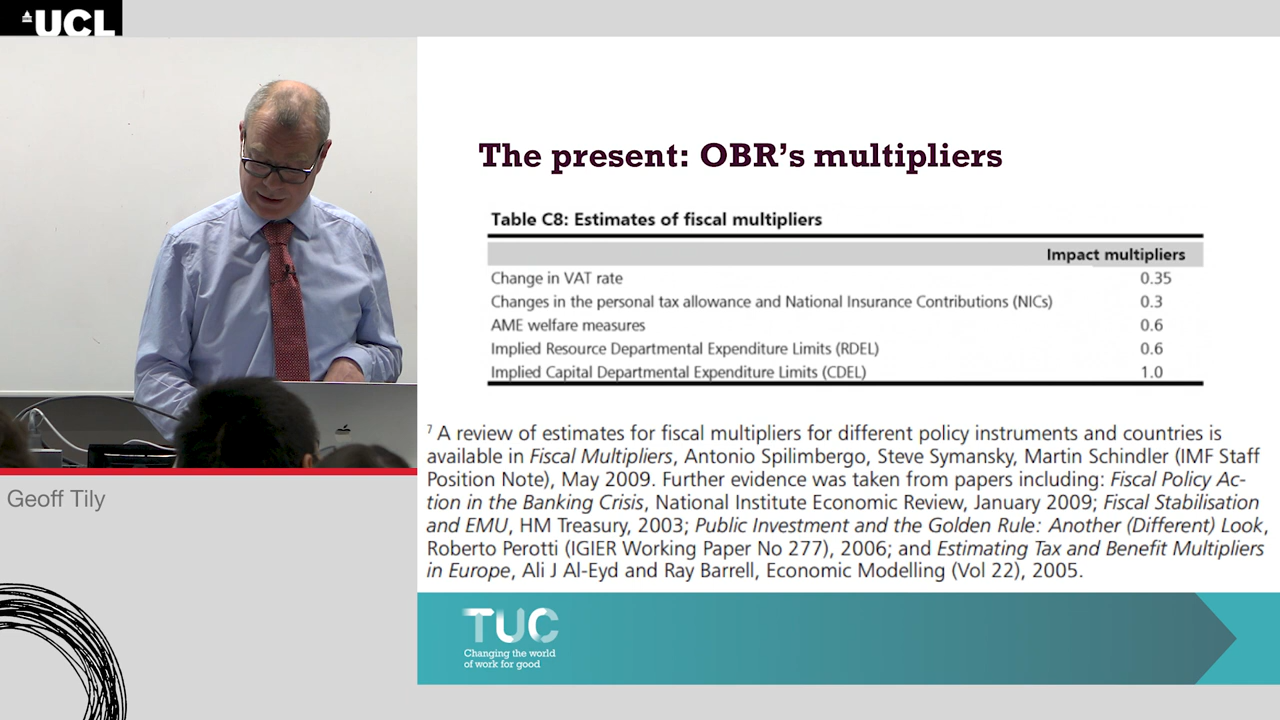 UCL
The present: OBR's multipliers
Table C8: Estimates of fiscal multipliers
Impact multipliers
Change in VAT rate 0.35
Changes in the personal tax allowance and National Insurance Contributions (NICs) 0.3
AME welfare measures 0.6
Implied Resource Departmental Expenditure Limits (RDEL) 0.6
Implied Capital Departmental Expenditure Limits (CDEL) 1.0
7 A review of estimates for fiscal multipliers for different policy instruments and countries is
available in Fiscal Multipliers, Antonio Spilimbergo, Steve Symansky, Martin Schindler (IMF Staff
Position Note), May 2009. Further evidence was taken from papers including: Fiscal Policy Ac-
tion in the Banking Crisis, National Institute Economic Review, January 2009; Fiscal Stabilisation
and EMU, HM Treasury, 2003; Public Investment and the Golden Rule: Another (Different) Look,
Roberto Perotti (IGIER Working Paper No 277), 2006; and Estimating Tax and Benefit Multipliers
in Europe, Ali J Al-Eyd and Ray Barrell, Economic Modelling (Vol 22), 2005.
Geoff Tily
TUC
Changing the world
of work for good